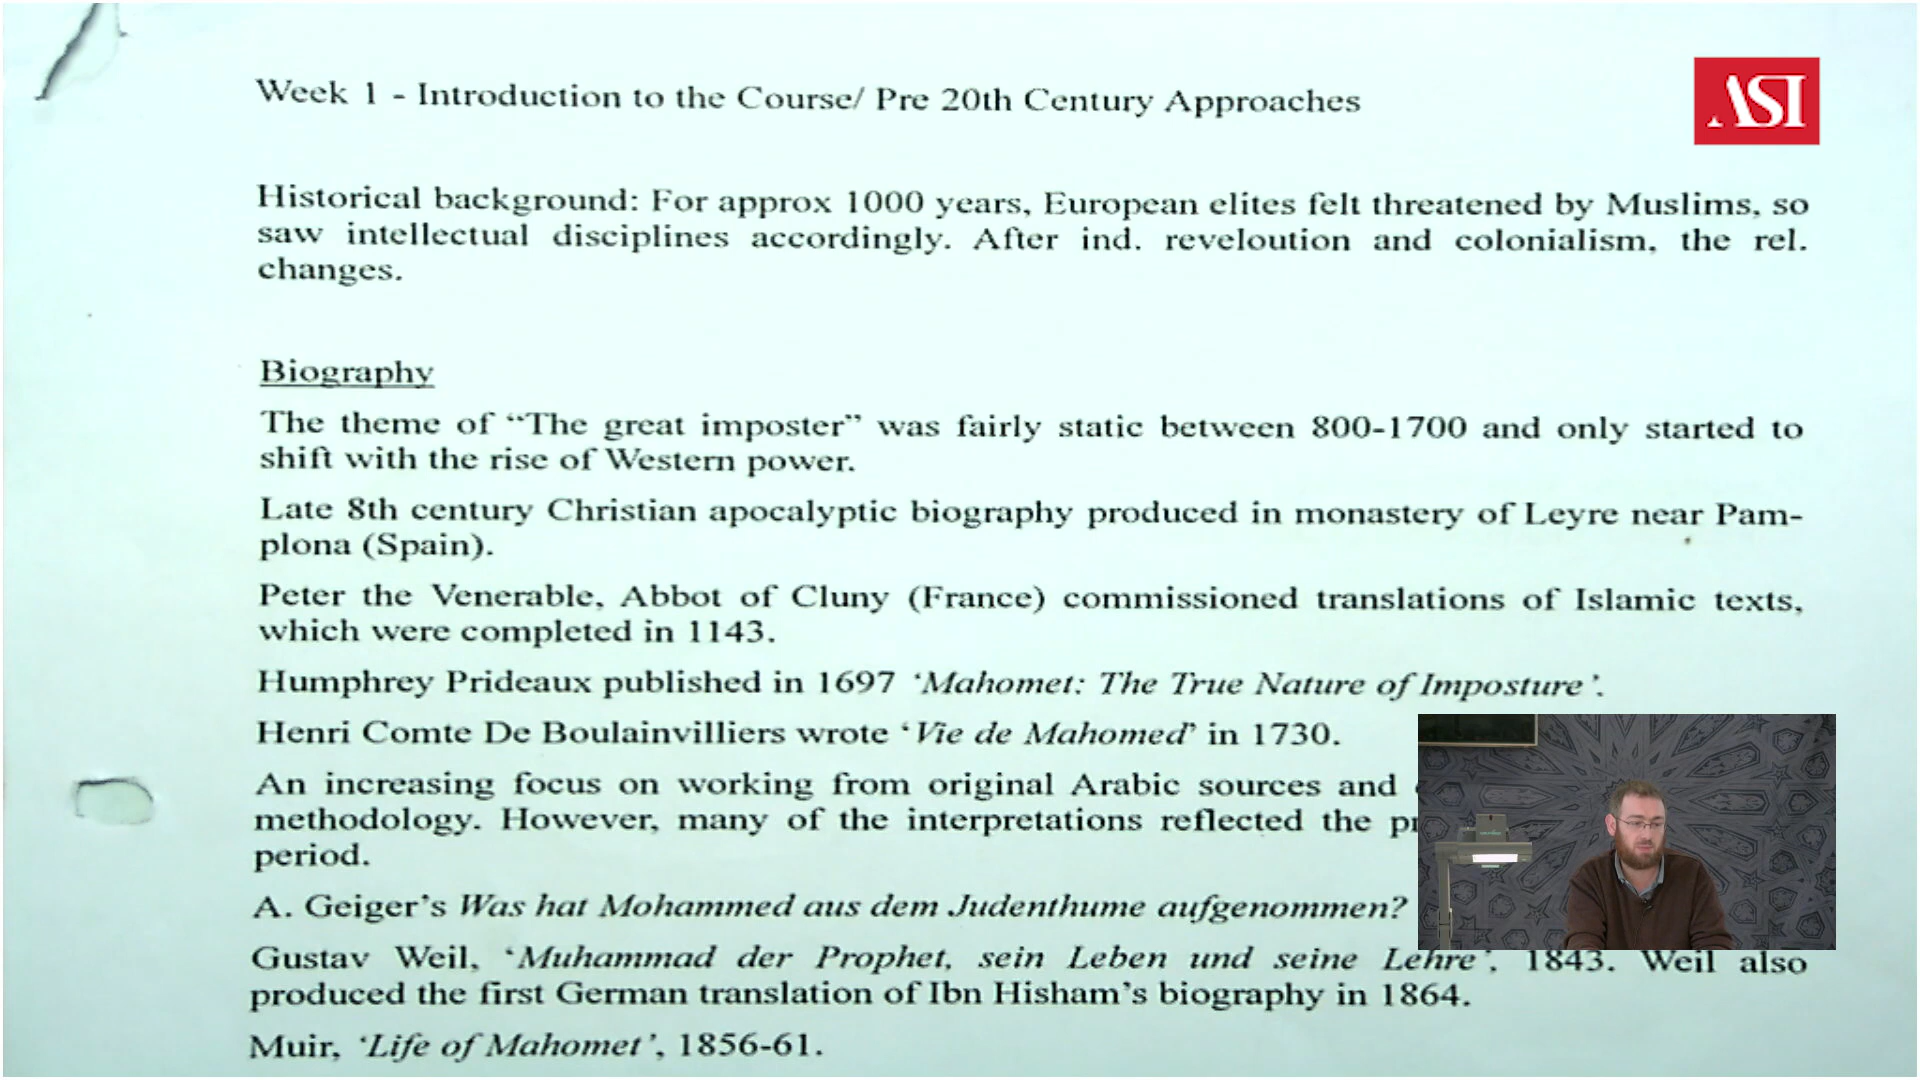 Week 1 - Introduction to the Course/ Pre 20th Century Approaches
ASI
Historical background: For approx 1000 years, European elites felt threatened by Muslims, so
saw intellectual disciplines accordingly. After ind. reveloution and colonialism, the rel.
changes.
Biography
The theme of “The great imposter” was fairly static between 800-1700 and only started to
shift with the rise of Western power.
Late 8th century Christian apocalyptic biography produced in monastery of Leyre near Pam-
plona (Spain).
Peter the Venerable, Abbot of Cluny (France) commissioned translations of Islamic texts,
which were completed in 1143.
Humphrey Prideaux published in 1697 ‘Mahomet: The True Nature of Imposture’.
Henri Comte De Boulainvilliers wrote ‘Vie de Mahomed’ in 1730.
An increasing focus on working from original Arabic sources and
methodology. However, many of the interpretations reflected the
period.
A. Geiger’s Was hat Mohammed aus dem Judenthume aufgenommen?
Gustav Weil, ‘Muhammad der Prophet, sein Leben und seine Lehre’, 1843. Weil also
produced the first German translation of Ibn Hisham’s biography in 1864.
Muir, ‘Life of Mahomet’, 1856-61.